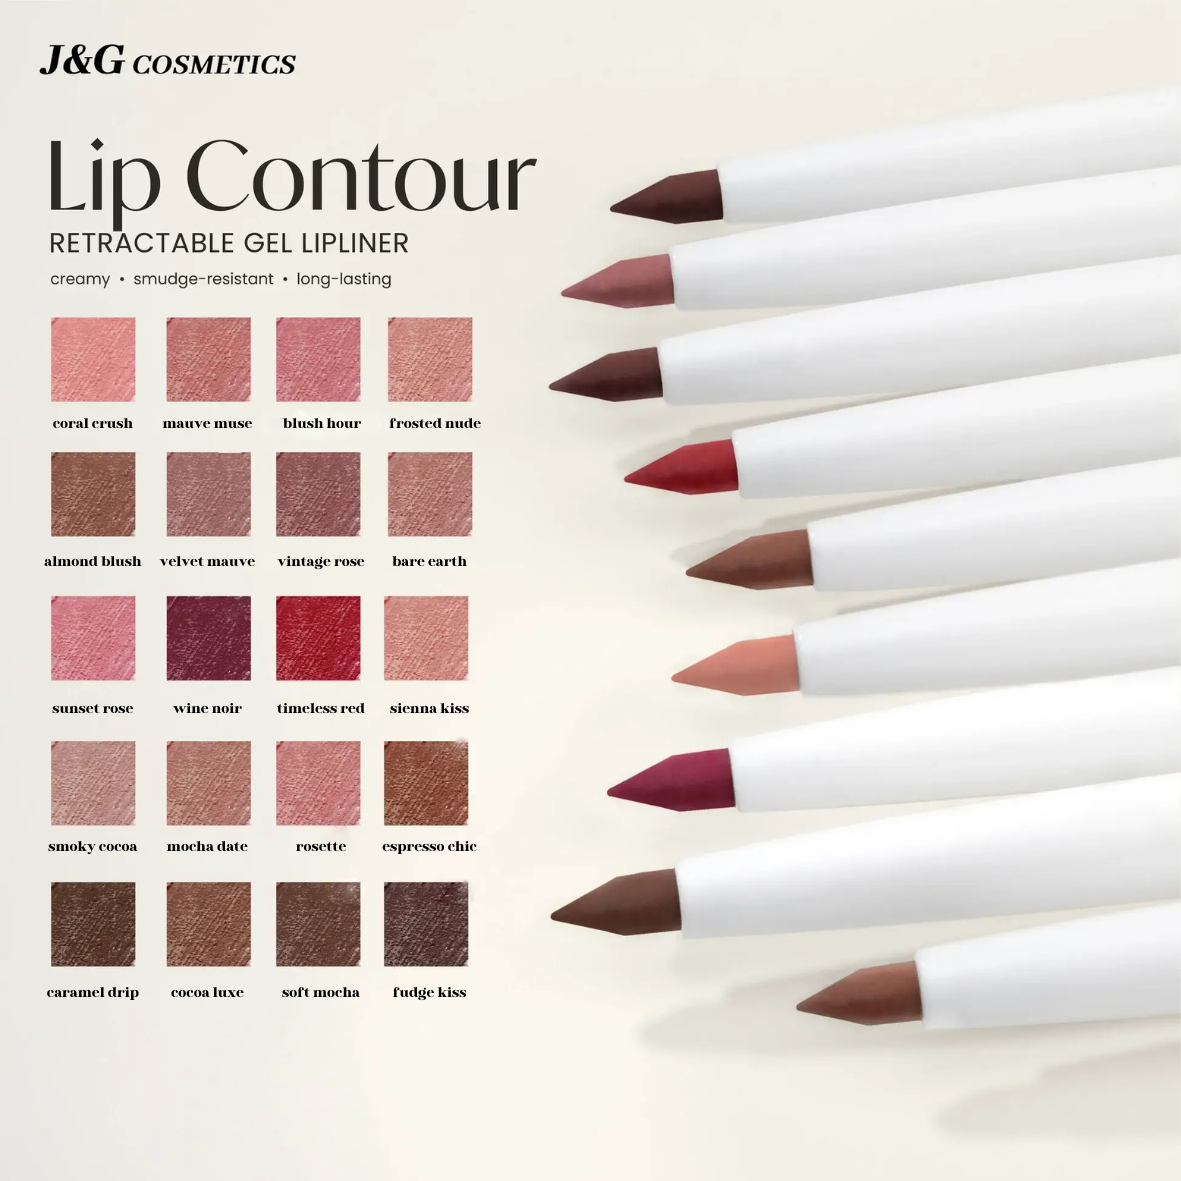 J&G COSMETICS
Lip Contour
RETRACTABLE GEL LIPLINER
creamy • smudge-resistant • long-lasting
coral crush mauve muse blush hour frosted nude
almond blush velvet mauve vintage rose bare earth
sunset rose wine noir timeless red sienna kiss
smoky cocoa mocha date rosette espresso chic
caramel drip cocoa luxe soft mocha fudge kiss